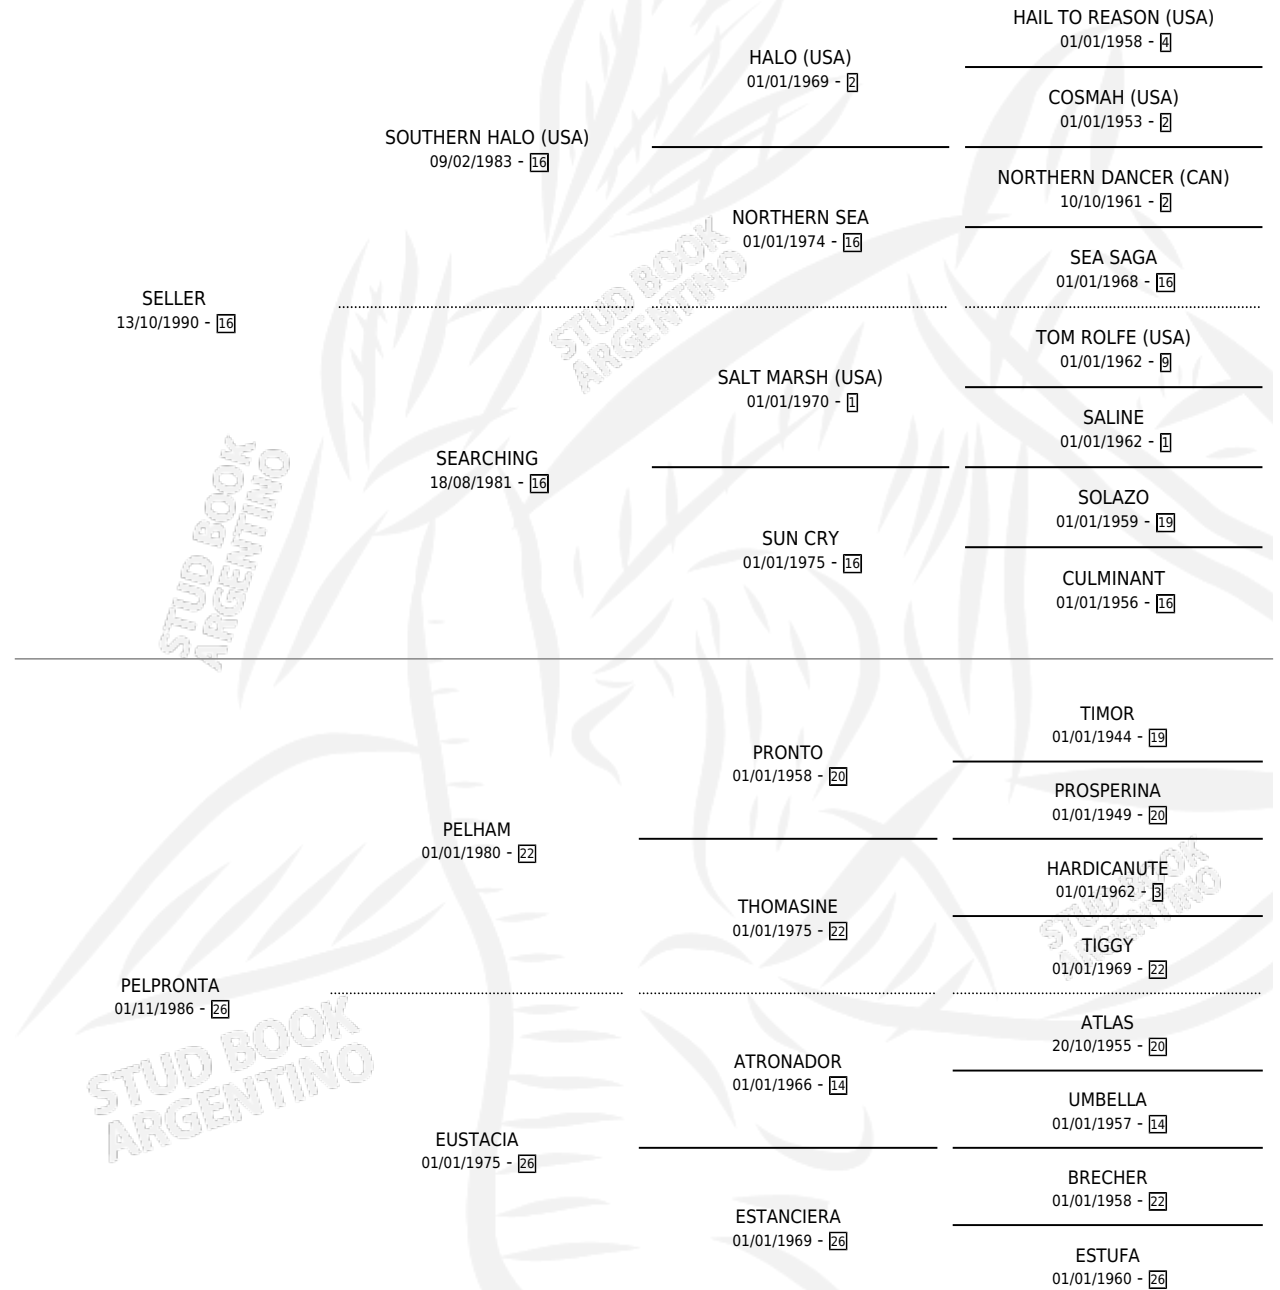 HAIL TO REASON (USA)
01/01/1958 - 4
HALO (USA)
01/01/1969 - 2
COSMAH (USA)
01/01/1953 - 2
SOUTHERN HALO (USA)
09/02/1983 - 16
NORTHERN DANCER (CAN)
10/10/1961 - 2
NORTHERN SEA
01/01/1974 - 16
SEA SAGA
01/01/1968 - 16
SELLER
13/10/1990 - 16
TOM ROLFE (USA)
01/01/1962 - 9
SALT MARSH (USA)
01/01/1970 - 1
SALINE
01/01/1962 - 1
SEARCHING
18/08/1981 - 16
SOLAZO
01/01/1959 - 19
SUN CRY
01/01/1975 - 16
CULMINANT
01/01/1956 - 16
TIMOR
01/01/1944 - 19
PRONTO
01/01/1958 - 20
PROSPERINA
01/01/1949 - 20
PELHAM
01/01/1980 - 22
HARDICANUTE
01/01/1962 - 3
THOMASINE
01/01/1975 - 22
TIGGY
01/01/1969 - 22
PELPRONTA
01/11/1986 - 26
ATLAS
20/10/1955 - 20
ATRONADOR
01/01/1966 - 14
UMBELLA
01/01/1957 - 14
EUSTACIA
01/01/1975 - 26
BRECHER
01/01/1958 - 22
ESTANCIERA
01/01/1969 - 26
ESTUFA
01/01/1960 - 26
STUD BOOK
ARGENTINO
STUD BOOK
ARGENTINO
STUD BOOK
ARGENTINO
STUD BOOK
ARGENTINO